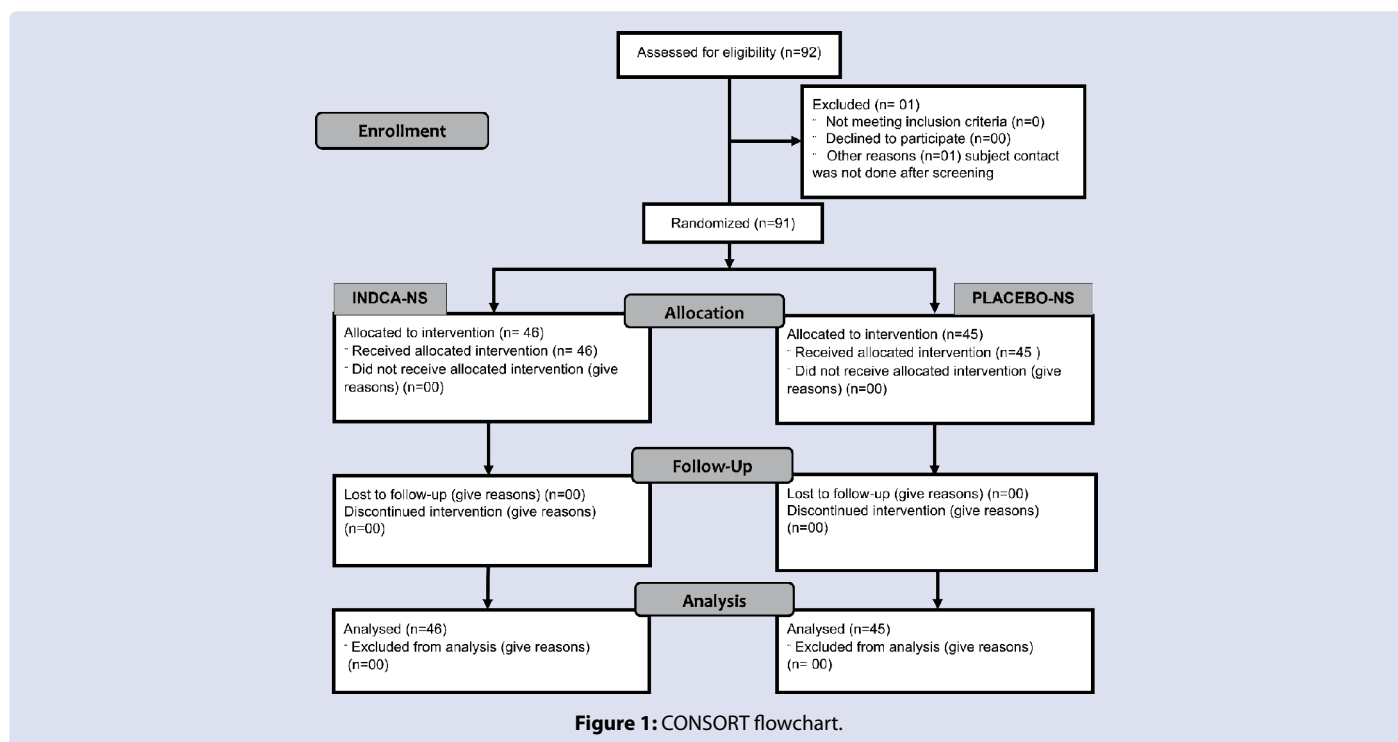 Assessed for eligibility (n=92)
Enrollment
Excluded (n= 01)
¨ Not meeting inclusion criteria (n=0)
¨ Declined to participate (n=00)
¨ Other reasons (n=01) subject contact
was not done after screening
Randomized (n=91)
INDCA-NS
Allocation
PLACEBO-NS
Allocated to intervention (n= 46)
¨ Received allocated intervention (n= 46)
¨ Did not receive allocated intervention (give
reasons) (n=00)
Allocated to intervention (n=45)
¨ Received allocated intervention (n=45 )
¨ Did not receive allocated intervention (give
reasons) (n=00)
Follow-Up
Lost to follow-up (give reasons) (n=00)
Discontinued intervention (give reasons)
(n=00)
Lost to follow-up (give reasons) (n=00)
Discontinued intervention (give reasons)
(n=00)
Analysis
Analysed (n=46)
¨ Excluded from analysis (give reasons)
(n=00)
Analysed (n=45)
¨ Excluded from analysis (give reasons)
(n= 00)
Figure 1: CONSORT flowchart.